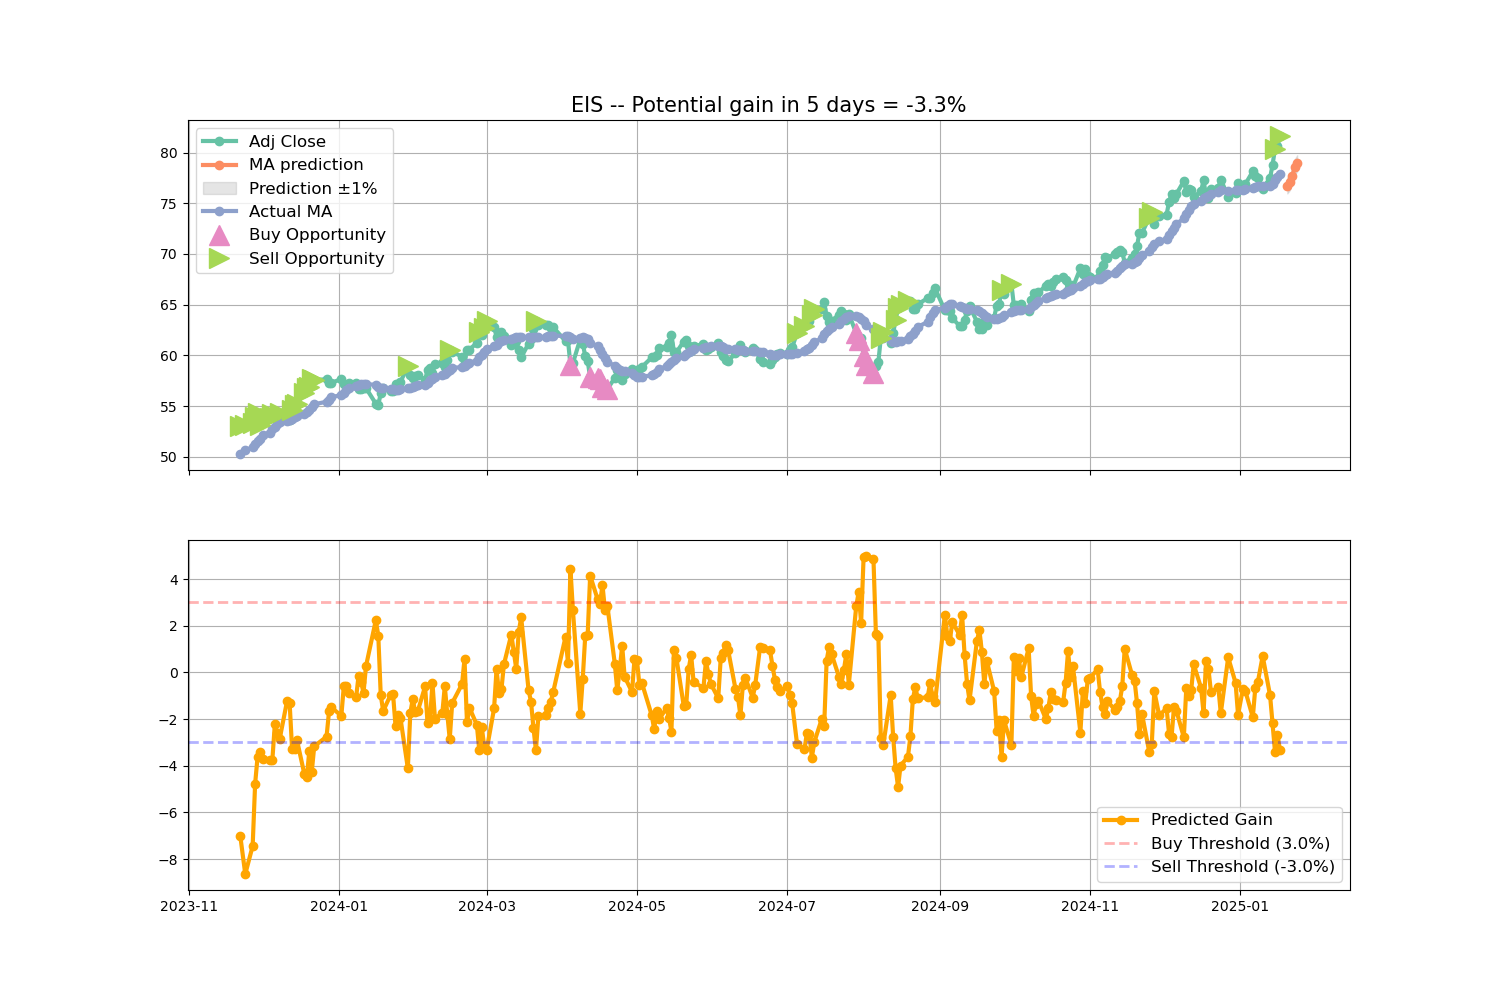 EIS -- Potential gain in 5 days = -3.3%
80
75
70
65
60
55
50
Adj Close
MA prediction
Prediction ±1%
Actual MA
Buy Opportunity
Sell Opportunity
4
2
0
−2
−4
−6
−8
Predicted Gain
Buy Threshold (3.0%)
Sell Threshold (-3.0%)
2023-11 2024-01 2024-03 2024-05 2024-07 2024-09 2024-11 2025-01